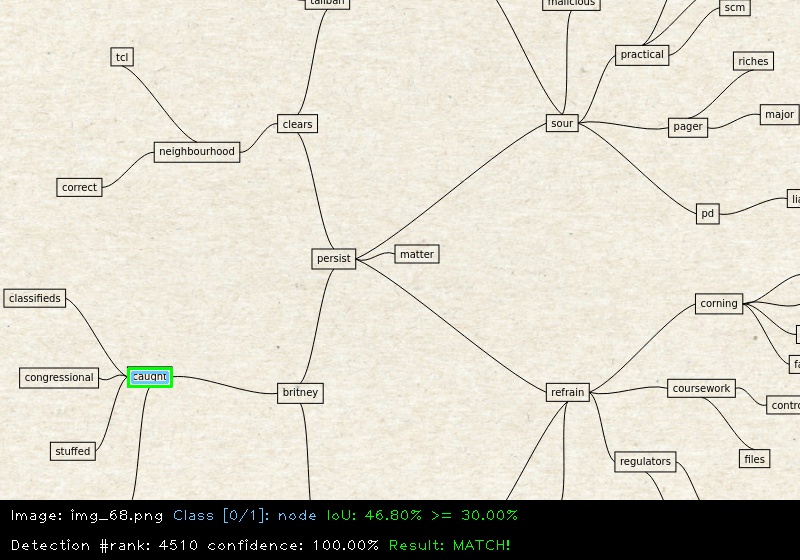 taliban
malicious
scm
practical
tcl
riches
major
clears
sour
pager
neighbourhood
correct
pd
lia
matter
persist
classifieds
corning
fa
caught
congressional
britney
refrain
coursework
contro
stuffed
files
regulators
Image: img_68.png Class [0/1]: node IoU: 46.80% >= 30.00%
Detection #rank: 4510 confidence: 100.00% Result: MATCH!